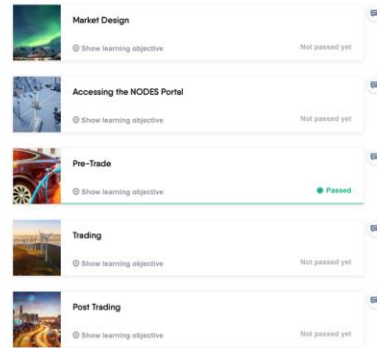 Market Design
Show learning objective
Not passed yet
Accessing the NODES Portal
Show learning objective
Not passed yet
Pre-Trade
Show learning objective
Passed
Trading
Show learning objective
Not passed yet
Post Trading
Show learning objective
Not passed yet